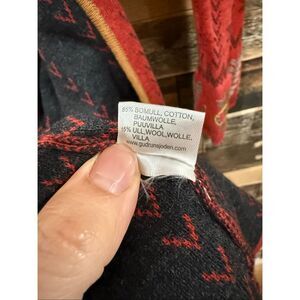 85% BOMULL, COTTON,
BAUMWOLLE,
PUUVILLA
15% ULL,WOOL,WOLLE,
VILLA
www.gudrunsjoden.com